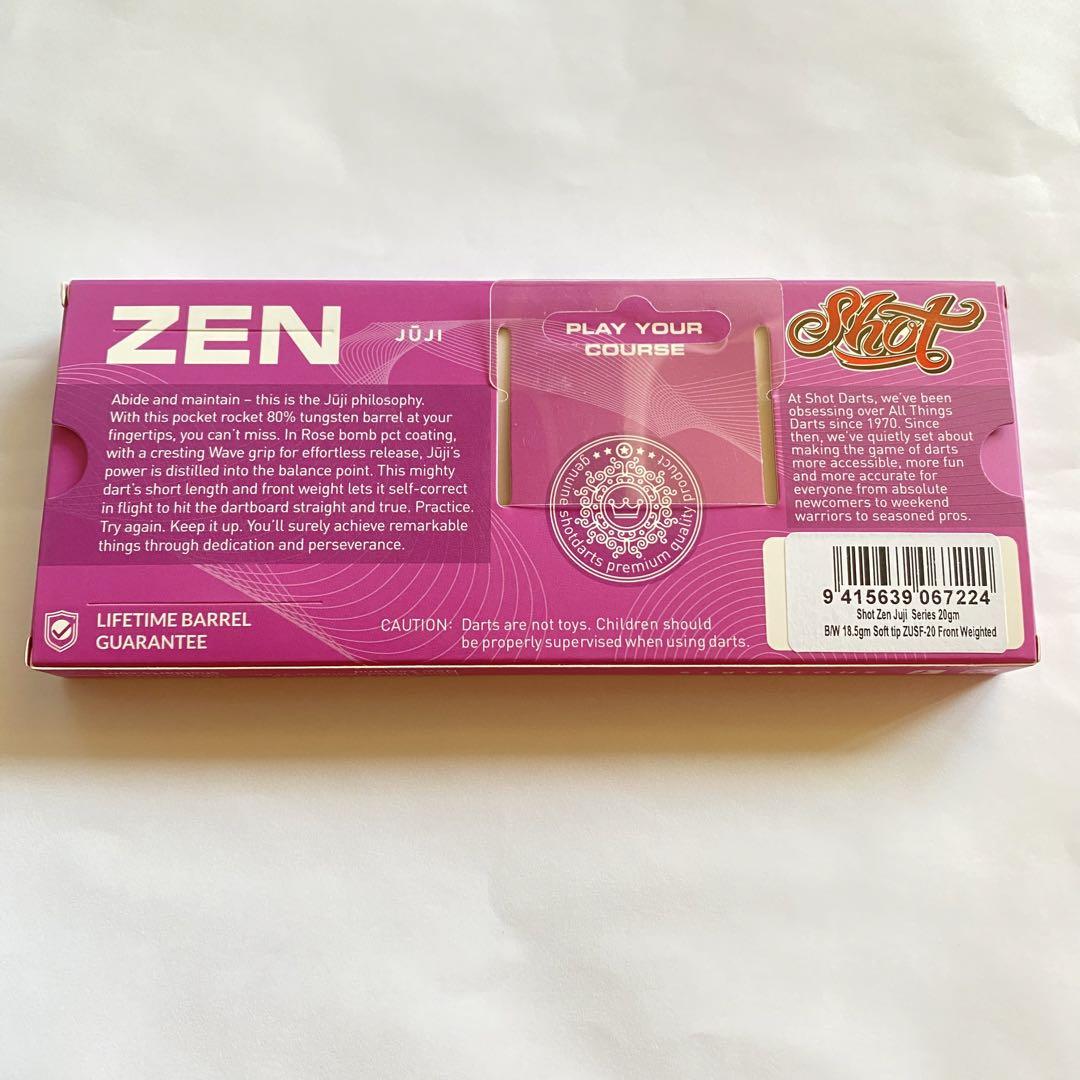 ZEN
JŪJI
Abide and maintain – this is the Jūji philosophy.
With this pocket rocket 80% tungsten barrel at your
fingertips, you can't miss. In Rose bomb pct coating,
with a cresting Wave grip for effortless release, Jūji's
power is distilled into the balance point. This mighty
dart's short length and front weight lets it self-correct
in flight to hit the dartboard straight and true. Practice.
Try again. Keep it up. You'll surely achieve remarkable
things through dedication and perseverance.
LIFETIME BARREL
GUARANTEE
PLAY YOUR
COURSE
genuine shotdarts premium quality product
CAUTION: Darts are not toys. Children should
be properly supervised when using darts.
Shot
At Shot Darts, we've been
obsessing over All Things
Darts since 1970. Since
then, we've quietly set about
making the game of darts
more accessible, more fun
and more accurate for
everyone from absolute
newcomers to weekend
warriors to seasoned pros.
9 415639 067224
Shot Zen Juji Series 20gm
B/W 18.5gm Soft tip ZUSF-20 Front Weighted